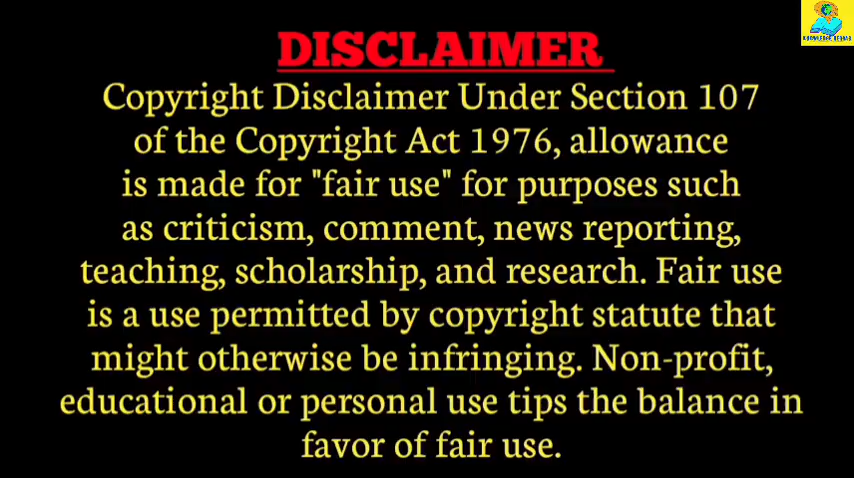 DISCLAIMER
Copyright Disclaimer Under Section 107
of the Copyright Act 1976, allowance
is made for "fair use" for purposes such
as criticism, comment, news reporting,
teaching, scholarship, and research. Fair use
is a use permitted by copyright statute that
might otherwise be infringing. Non-profit,
educational or personal use tips the balance in
favor of fair use.